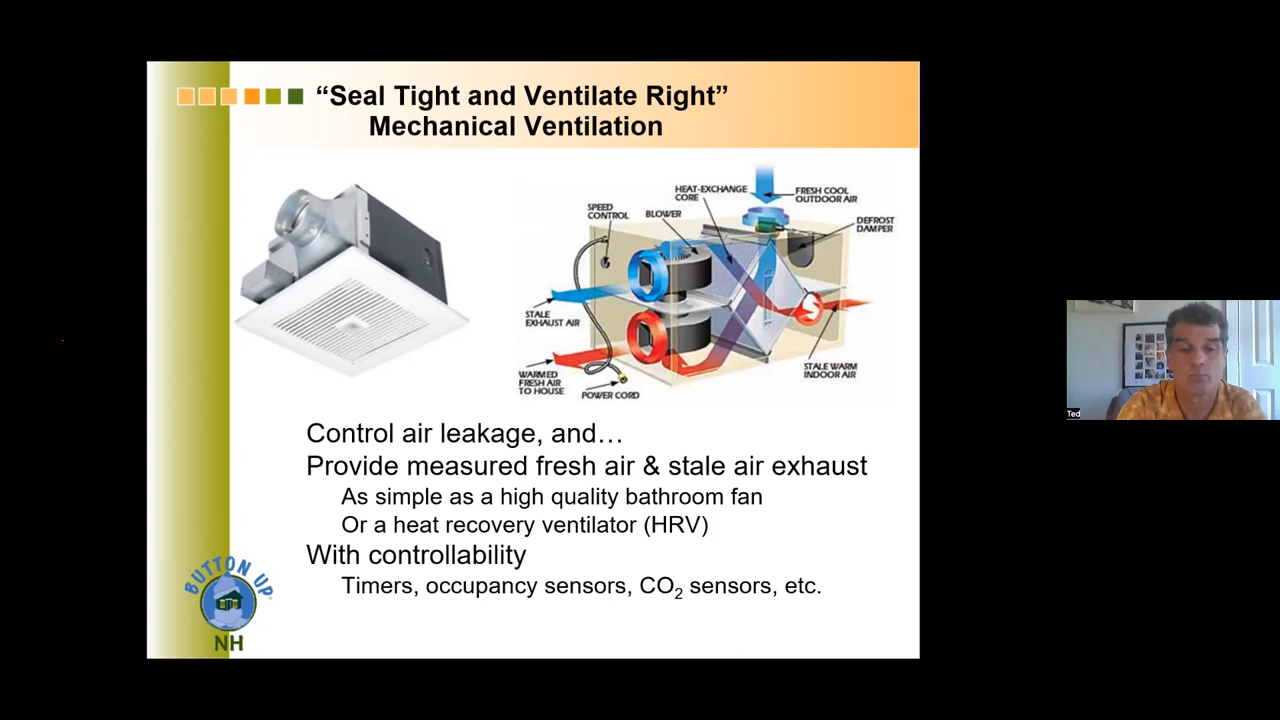 “Seal Tight and Ventilate Right”
Mechanical Ventilation
HEAT-EXCHANGE
CORE
FRESH COOL
OUTDOOR AIR
SPEED
CONTROL
BLOWER
DEFROST
DAMPER
STALE
EXHAUST AIR
WARMED
FRESH AIR
TO HOUSE
POWER CORD
STALE WARM
INDOOR AIR
Control air leakage, and…
Provide measured fresh air & stale air exhaust
As simple as a high quality bathroom fan
Or a heat recovery ventilator (HRV)
With controllability
Timers, occupancy sensors, CO₂ sensors, etc.
BUTTON UP
NH
Ted